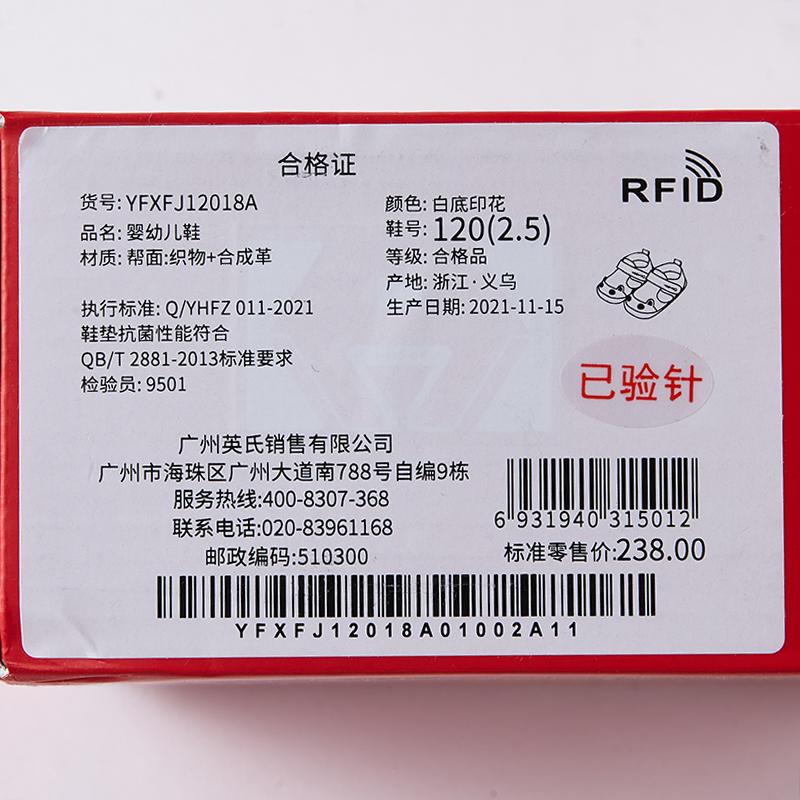 合格证
RFID
货号: YFXFJ12018A
品名: 婴幼儿鞋
材质: 帮面:织物+合成革
颜色: 白底印花
鞋号: 120(2.5)
等级: 合格品
产地: 浙江·义乌
生产日期: 2021-11-15
执行标准: Q/YHFZ 011-2021
鞋垫抗菌性能符合
QB/T 2881-2013标准要求
检验员: 9501
已验针
广州英氏销售有限公司
广州市海珠区广州大道南788号自编9栋
服务热线:400-8307-368
联系电话:020-83961168
邮政编码:510300
6 931940 315012
标准零售价:238.00
YFXFJ12018A01002A11